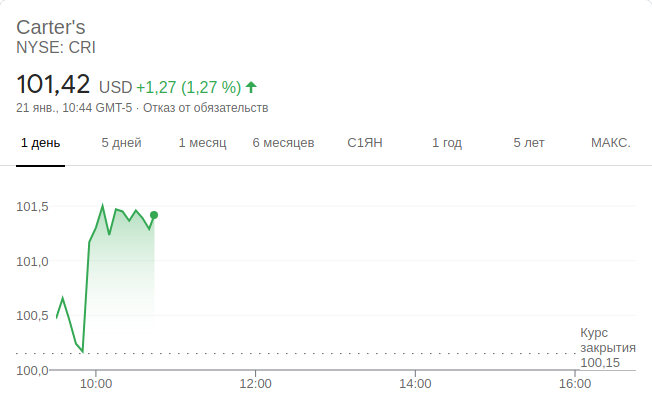 Carter's
NYSE: CRI
101,42 USD +1,27 (1,27 %)
21 янв., 10:44 GMT-5 · Отказ от обязательств
1 день 5 дней 1 месяц 6 месяцев С1ЯН 1 год 5 лет МАКС.
101,5
101,0
100,5
Курс
закрытия
100,15
100,0
10:00 12:00 14:00 16:00